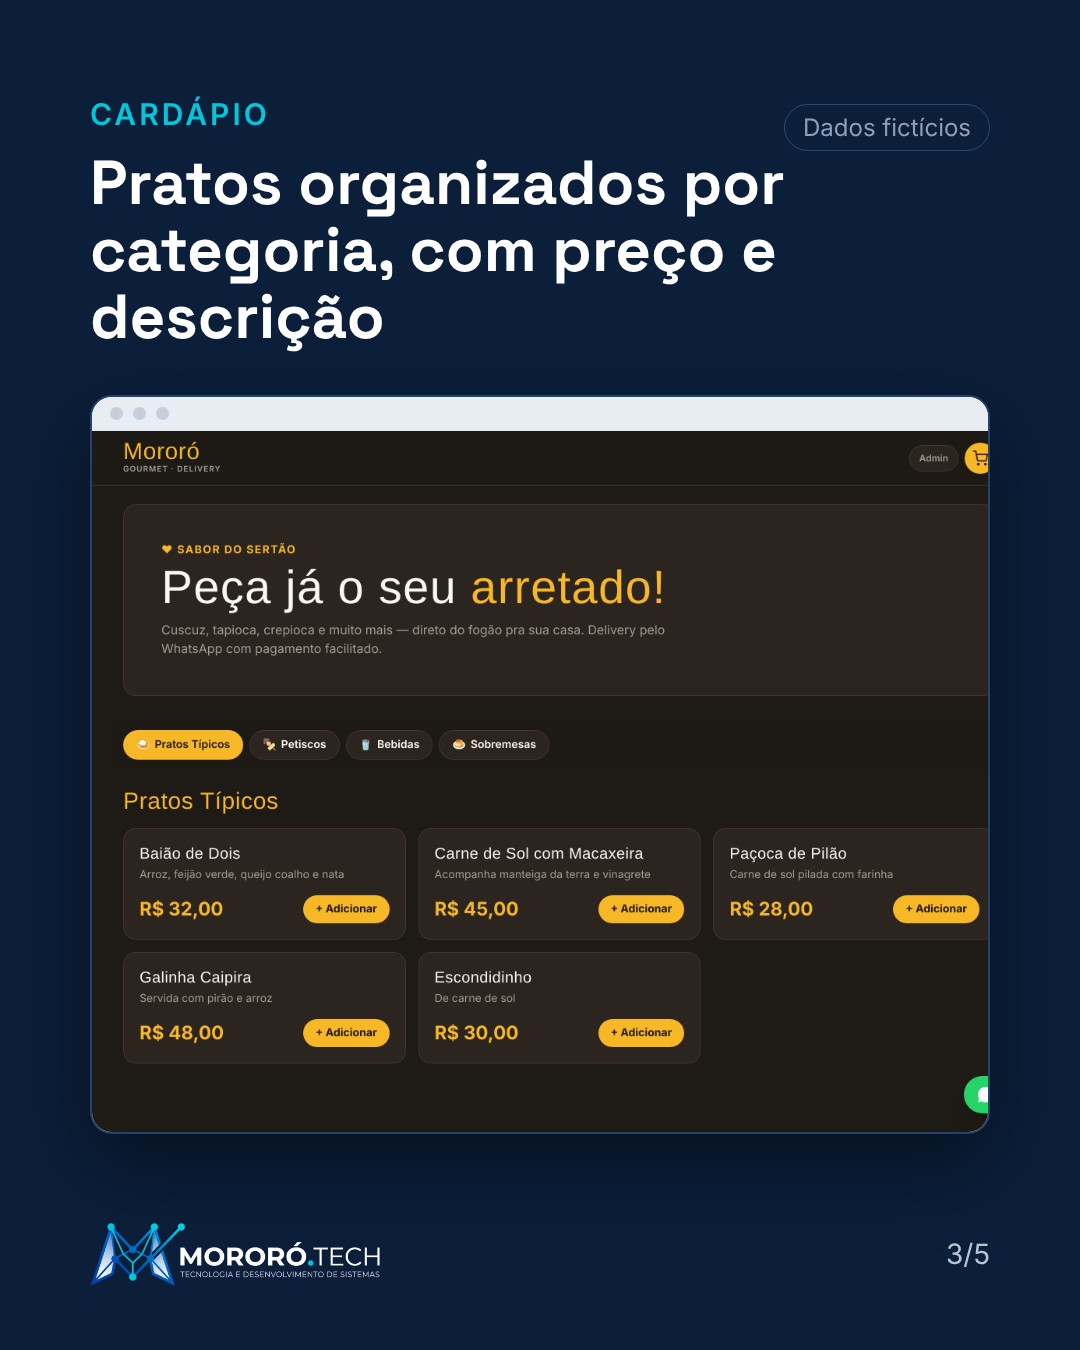 CARDÁPIO
Dados fictícios
Pratos organizados por
categoria, com preço e
descrição
Mororó
GOURMET · DELIVERY
Admin
SABOR DO SERTÃO
Peça já o seu arretado!
Cuscuz, tapioca, crepioca e muito mais — direto do fogão pra sua casa. Delivery pelo
WhatsApp com pagamento facilitado.
Pratos Típicos
Petiscos
Bebidas
Sobremesas
Pratos Típicos
Baião de Dois
Arroz, feijão verde, queijo coalho e nata
R$ 32,00
+ Adicionar
Carne de Sol com Macaxeira
Acompanha manteiga da terra e vinagrete
R$ 45,00
+ Adicionar
Paçoca de Pilão
Carne de sol pilada com farinha
R$ 28,00
+ Adicionar
Galinha Caipira
Servida com pirão e arroz
R$ 48,00
+ Adicionar
Escondidinho
De carne de sol
R$ 30,00
+ Adicionar
MORORÓ.TECH
TECNOLOGIA E DESENVOLVIMENTO DE SISTEMAS
3/5